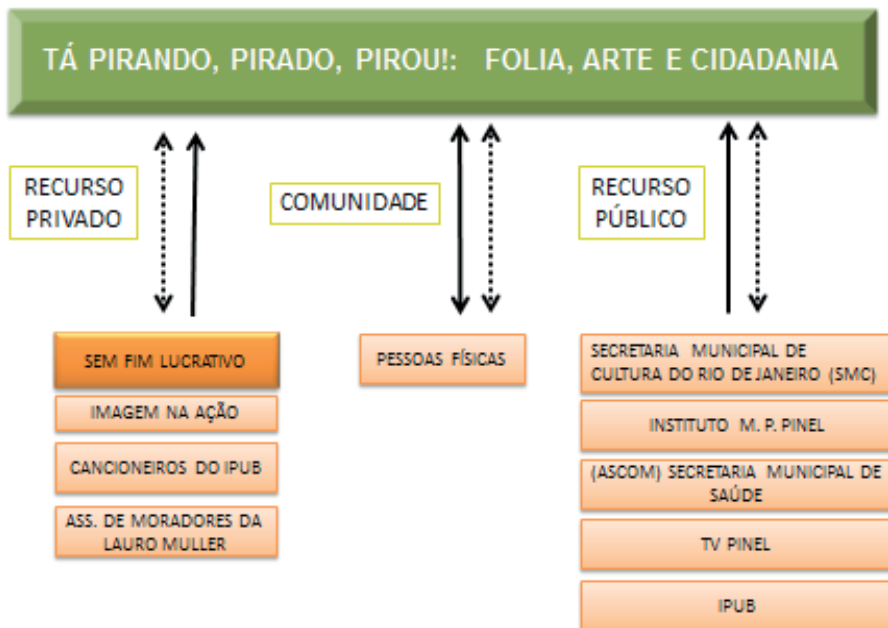 TÁ PIRANDO, PIRADO, PIROU!: FOLIA, ARTE E CIDADANIA
RECURSO
PRIVADO
COMUNIDADE
RECURSO
PÚBLICO
SEM FIM LUCRATIVO
IMAGEM NA AÇÃO
CANCIONEIROS DO IPUB
ASS. DE MORADORES DA
LAURO MULLER
PESSOAS FÍSICAS
SECRETARIA MUNICIPAL DE
CULTURA DO RIO DE JANEIRO (SMC)
INSTITUTO M. P. PINEL
(ASCOM) SECRETARIA MUNICIPAL DE
SAÚDE
TV PINEL
IPUB